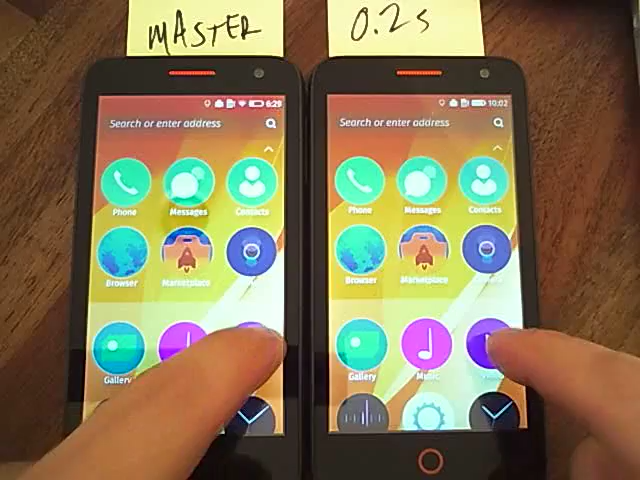 MASTER
0.2s
6:29
Search or enter address
Phone
Messages
Contacts
Browser
Marketplace
Gallery
10:02
Search or enter address
Phone
Messages
Contacts
Browser
Marketplace
Gallery
Music